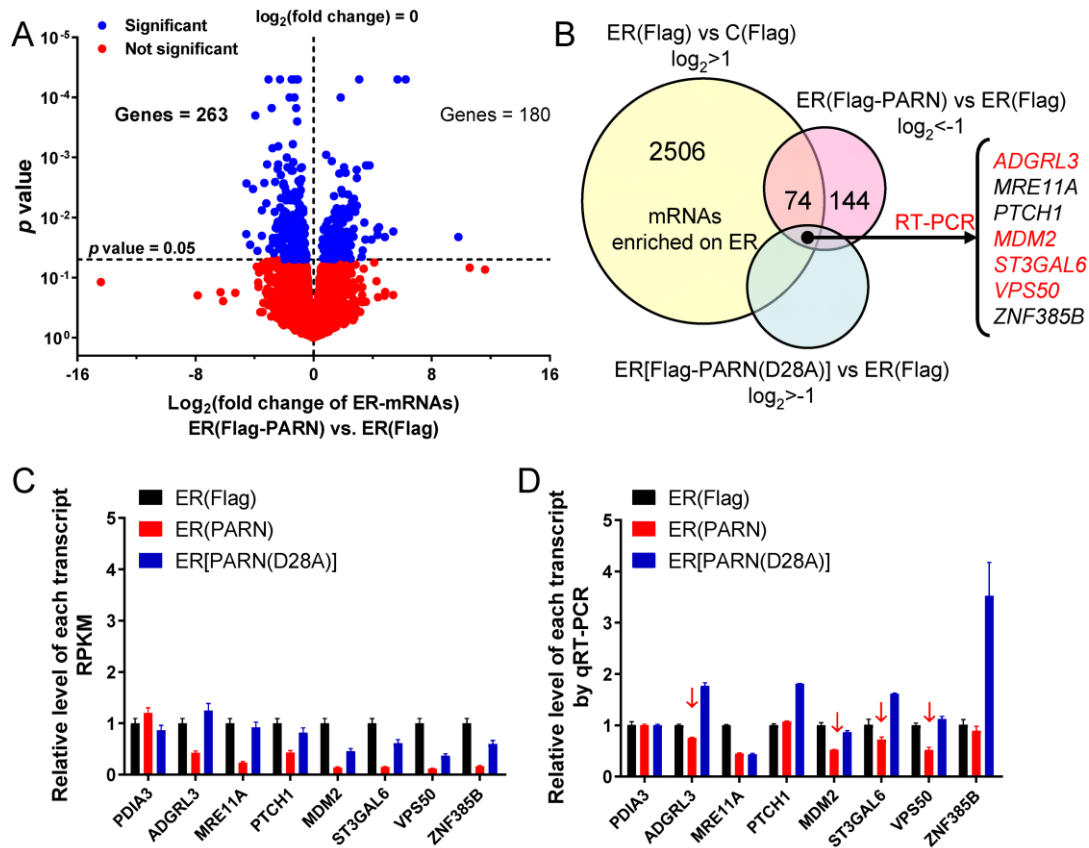 A
Significant
Not significant
log2(fold change) = 0
Genes = 263
Genes = 180
p value = 0.05
p value
10-5
10-4
10-3
10-2
10-1
100
-16
-8
0
8
16
Log2(fold change of ER-mRNAs)
ER(Flag-PARN) vs. ER(Flag)
B
ER(Flag) vs C(Flag)
log2>1
ER(Flag-PARN) vs ER(Flag)
log2<-1
2506
74
144
mRNAs
enriched on ER
RT-PCR
ADGRL3
MRE11A
PTCH1
MDM2
ST3GAL6
VPS50
ZNF385B
ER[Flag-PARN(D28A)] vs ER(Flag)
log2>-1
C
ER(Flag)
ER(PARN)
ER[PARN(D28A)]
Relative level of each transcript
RPKM
5
4
3
2
1
0
PDIA3
ADGRL3
MRE11A
PTCH1
MDM2
ST3GAL6
VPS50
ZNF385B
D
ER(Flag)
ER(PARN)
ER[PARN(D28A)]
Relative level of each transcript
by qRT-PCR
5
4
3
2
1
0
PDIA3
ADGRL3
MRE11A
PTCH1
MDM2
ST3GAL6
VPS50
ZNF385B